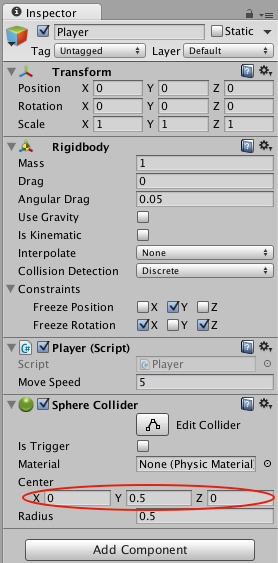 Inspector
Player Static
Tag Untagged Layer Default
Transform
Position X 0 Y 0 Z 0
Rotation X 0 Y 0 Z 0
Scale X 1 Y 1 Z 1
Rigidbody
Mass 1
Drag 0
Angular Drag 0.05
Use Gravity
Is Kinematic
Interpolate None
Collision Detection Discrete
Constraints
Freeze Position X Y Z
Freeze Rotation X Y Z
Player (Script)
Script Player
Move Speed 5
Sphere Collider
Edit Collider
Is Trigger
Material None (Physic Material
Center
X 0 Y 0.5 Z 0
Radius 0.5
Add Component